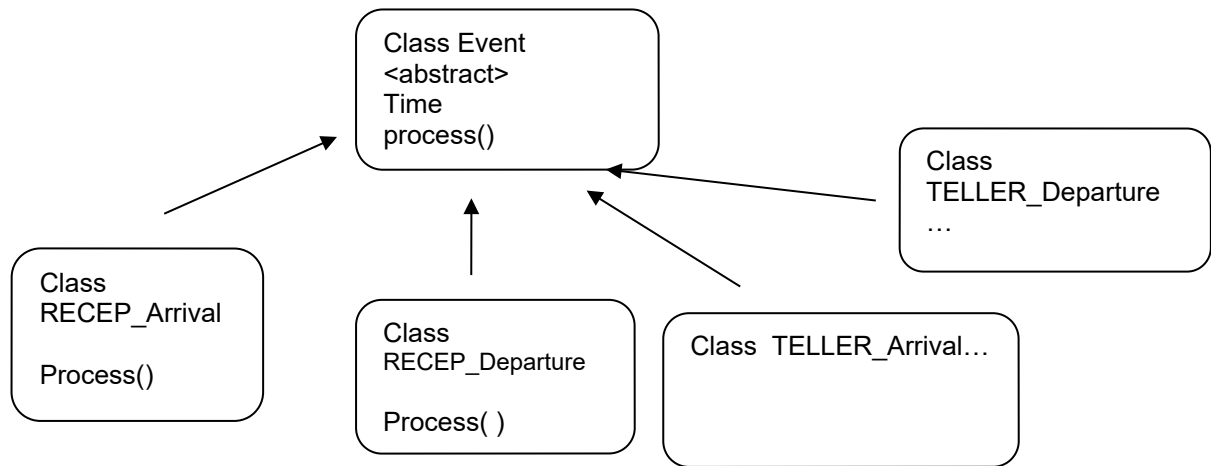 Class Event
<abstract>
Time
process()
Class
TELLER_Departure
…
Class
RECEP_Arrival
Process()
Class
RECEP_Departure
Process( )
Class  TELLER_Arrival…